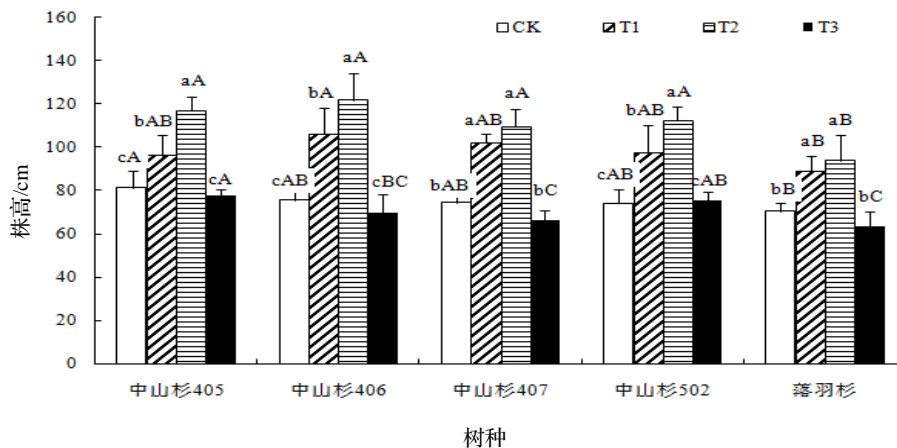 160
CK T1 T2 T3
140
120
100
80
60
40
20
0
株高/cm
cA bAB aA cA
cAB bA aA cBC
bAB aAB aA bC
cAB bAB aA cAB
bB aB aB bC
中山杉405 中山杉406 中山杉407 中山杉502 落羽杉
树种